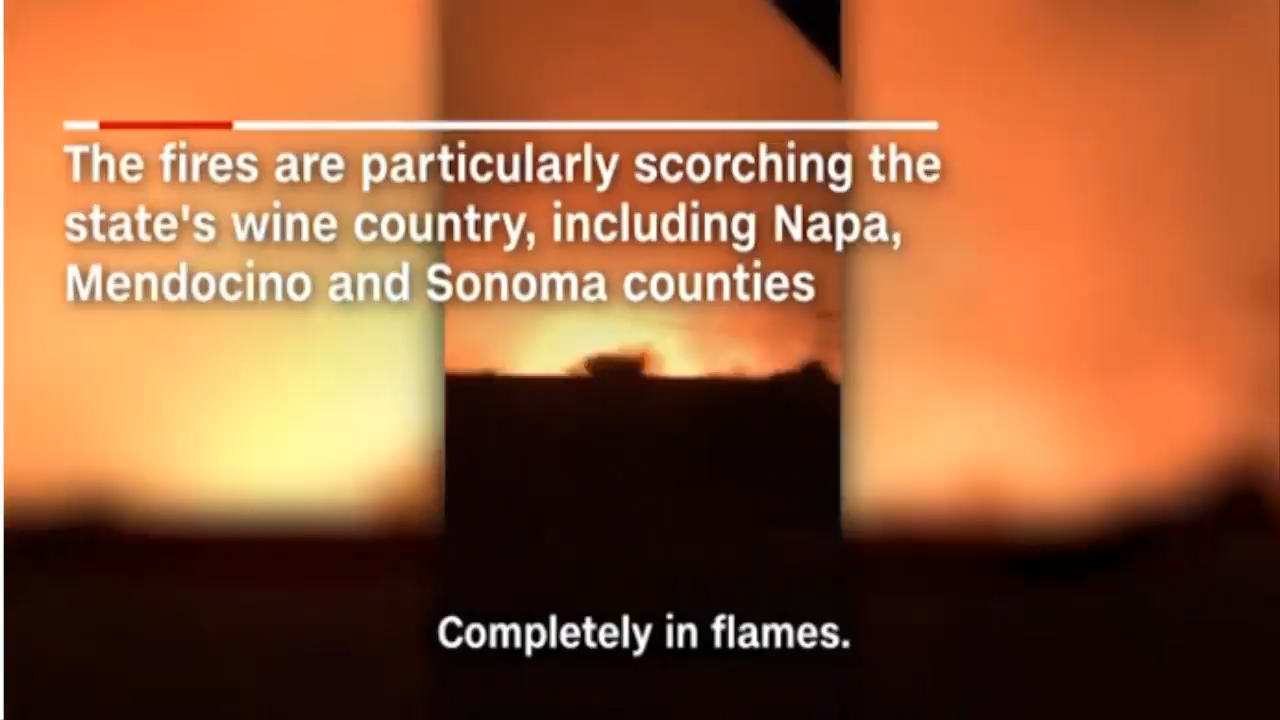 The fires are particularly scorching the
state's wine country, including Napa,
Mendocino and Sonoma counties
Completely in flames.